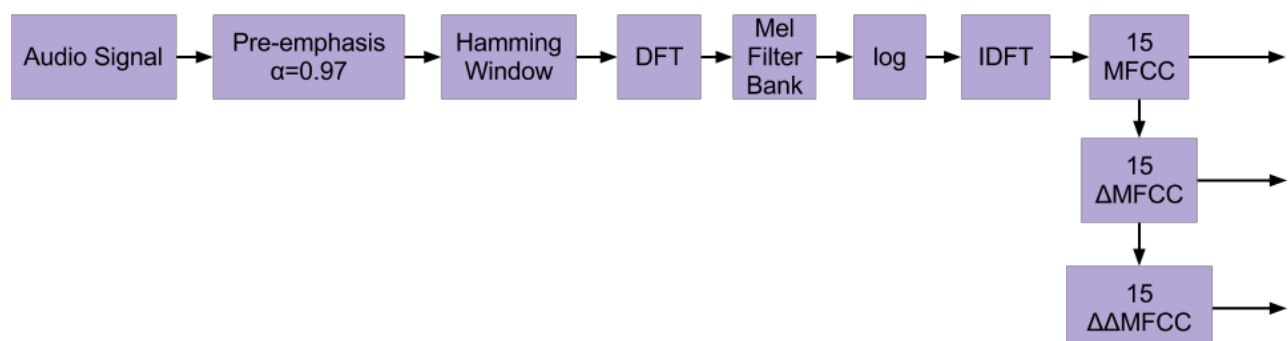 Audio Signal
Pre-emphasis
α=0.97
Hamming
Window
DFT
Mel
Filter
Bank
log
IDFT
15
MFCC
15
ΔMFCC
15
ΔΔMFCC